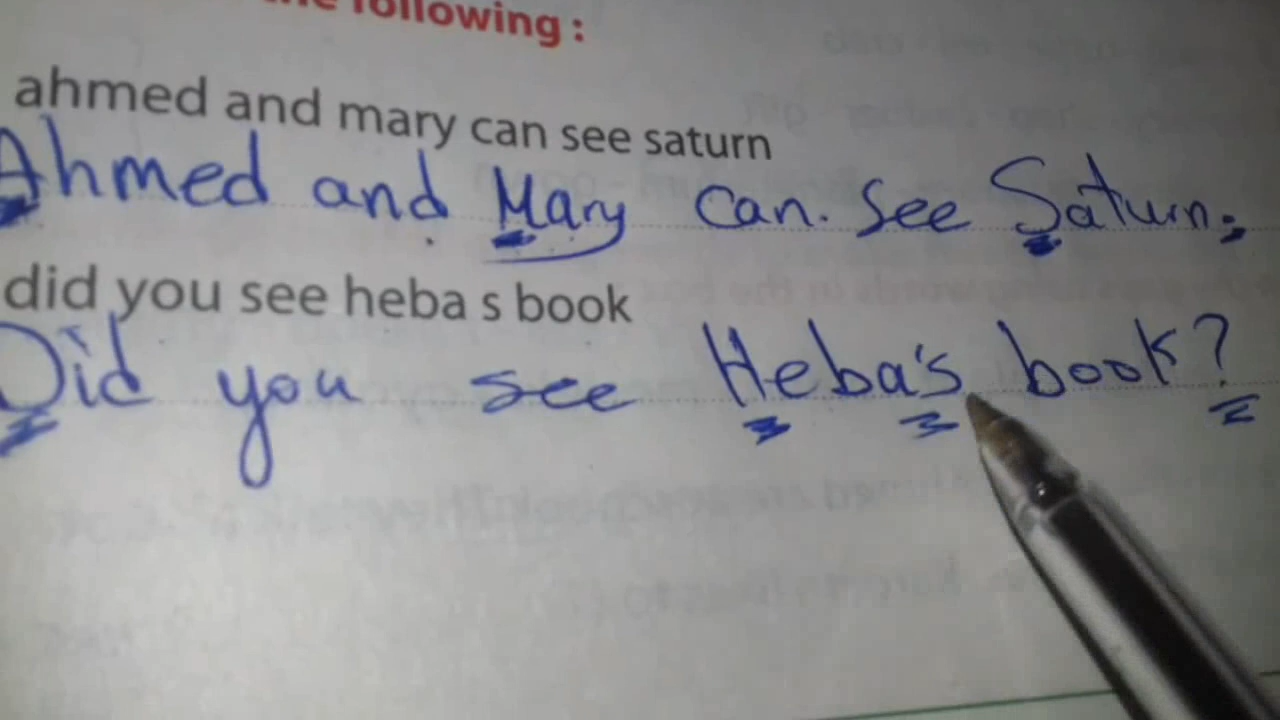 the following :
ahmed and mary can see saturn
Ahmed and Mary can. see Saturn.
did you see heba s book
Did you see Heba's book?